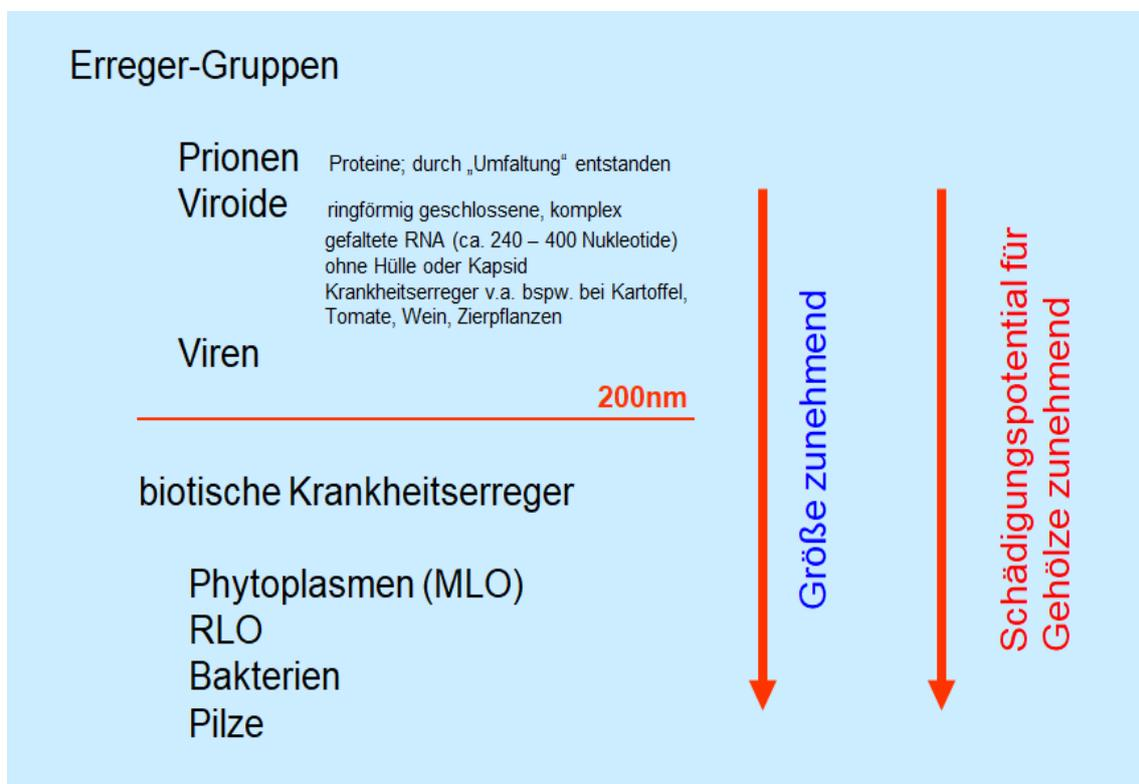 Erreger-Gruppen
Prionen Proteine; durch „Umfaltung“ entstanden
Viroide ringförmig geschlossene, komplex
gefaltete RNA (ca. 240 – 400 Nukleotide)
ohne Hülle oder Kapsid
Krankheitserreger v.a. bspw. bei Kartoffel,
Tomate, Wein, Zierpflanzen
Viren
200nm
biotische Krankheitserreger
Phytoplasmen (MLO)
RLO
Bakterien
Pilze
Größe zunehmend
Schädigungspotential für
Gehölze zunehmend